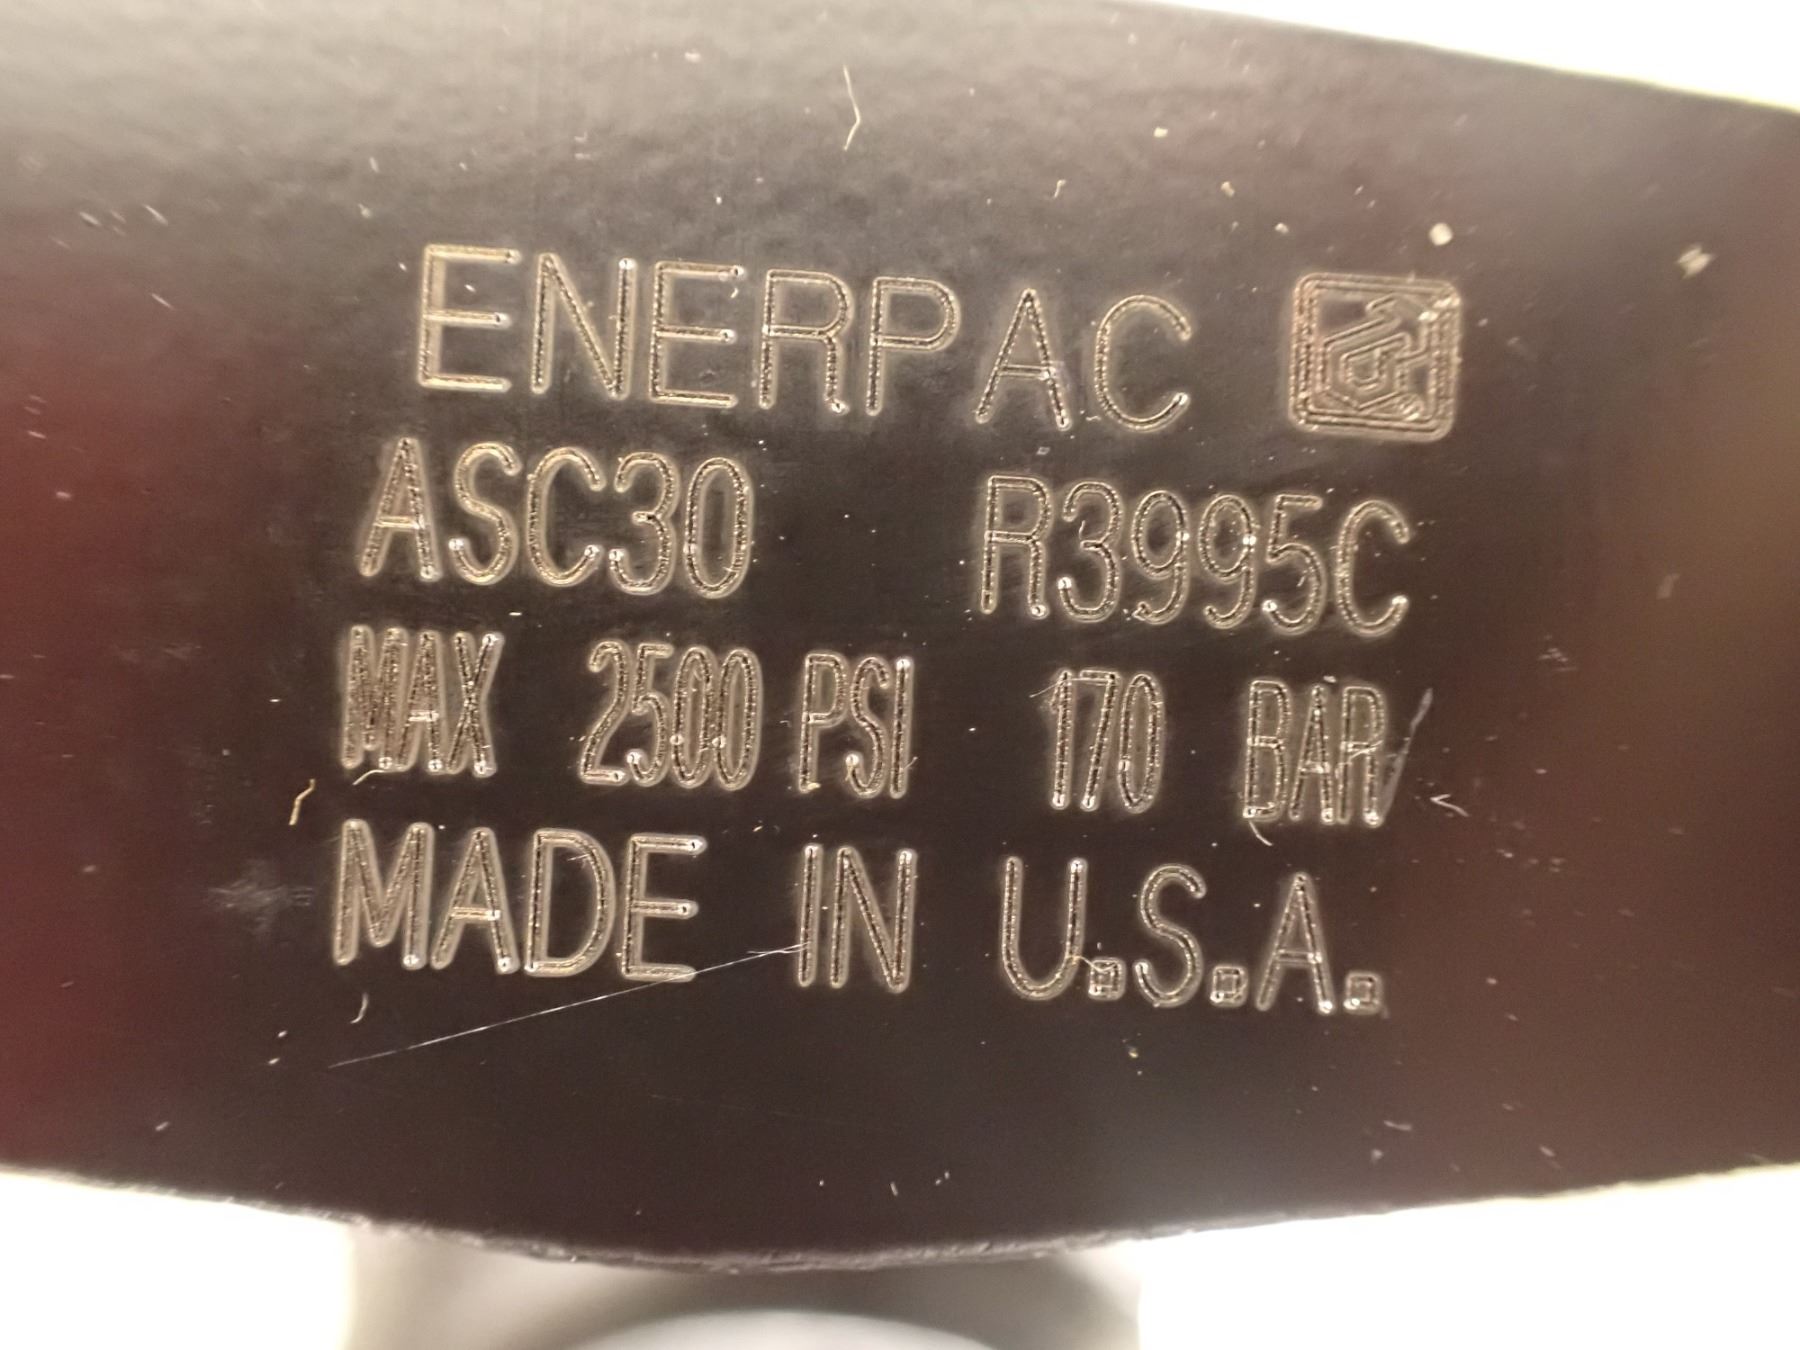 ENERPAC
ASC30 R3995C
MAX 2500 PSI 170 BAR
MADE IN U.S.A.